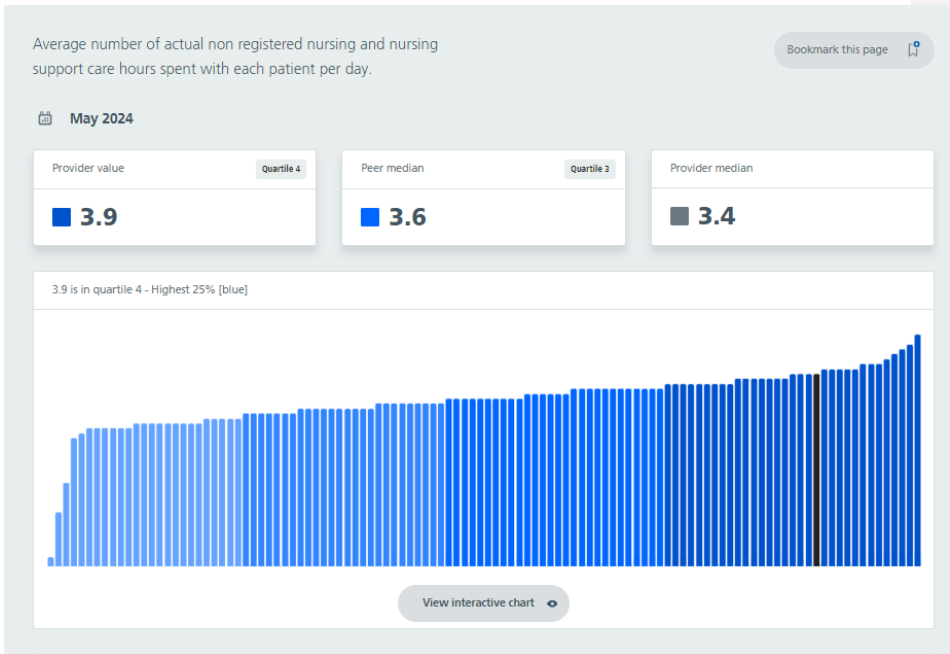 Average number of actual non registered nursing and nursing
support care hours spent with each patient per day.
Bookmark this page
May 2024
Provider value
Quartile 4
3.9
Peer median
Quartile 3
3.6
Provider median
3.4
3.9 is in quartile 4 - Highest 25% [blue]
View interactive chart